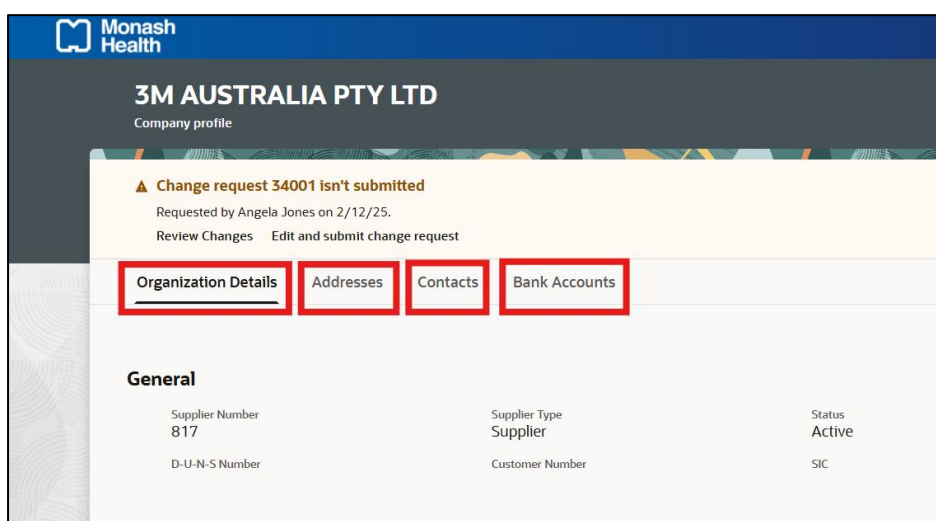 Monash
Health
3M AUSTRALIA PTY LTD
Company profile
Change request 34001 isn't submitted
Requested by Angela Jones on 2/12/25.
Review Changes Edit and submit change request
Organization Details Addresses Contacts Bank Accounts
General
Supplier Number Supplier Type Status
817 Supplier Active
D-U-N-S Number Customer Number SIC